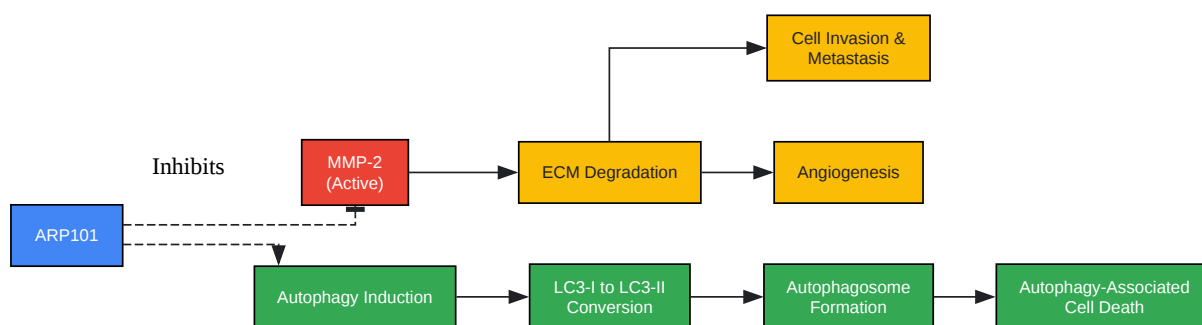 Cell Invasion &
Metastasis
Inhibits
MMP-2
(Active)
ECM Degradation
Angiogenesis
ARP101
Autophagy Induction
LC3-I to LC3-II
Conversion
Autophagosome
Formation
Autophagy-Associated
Cell Death